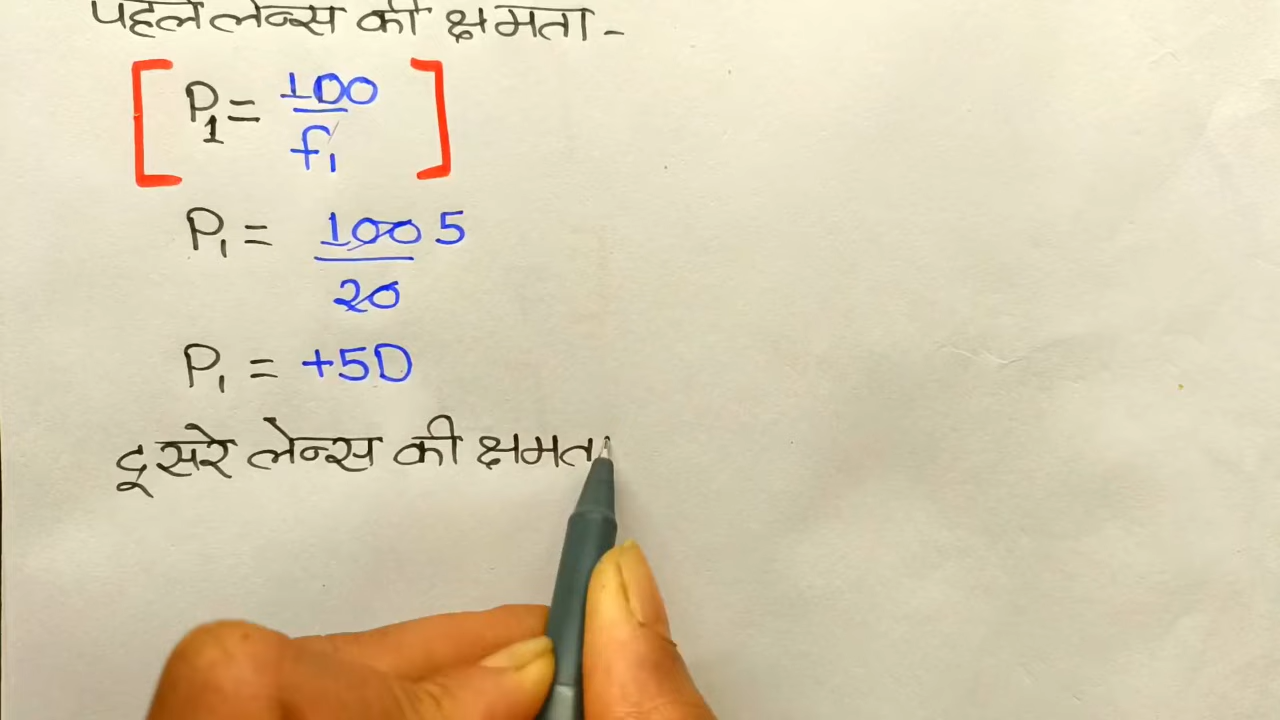 पहले लेन्स की क्षमता -
[ P₁ = 100/f₁ ]
P₁ = 100/20 5
P₁ = +5D
दूसरे लेन्स की क्षमता